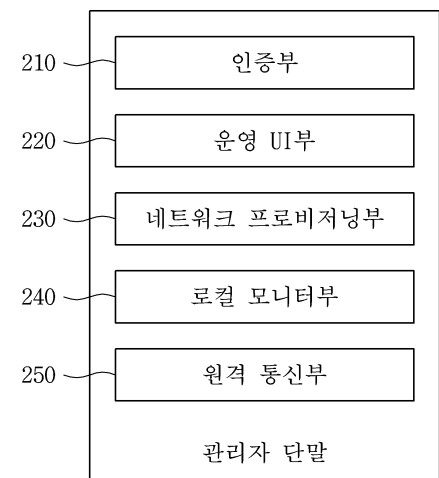 210 인증부
220 운영 UI부
230 네트워크 프로비저닝부
240 로컬 모니터부
250 원격 통신부
관리자 단말